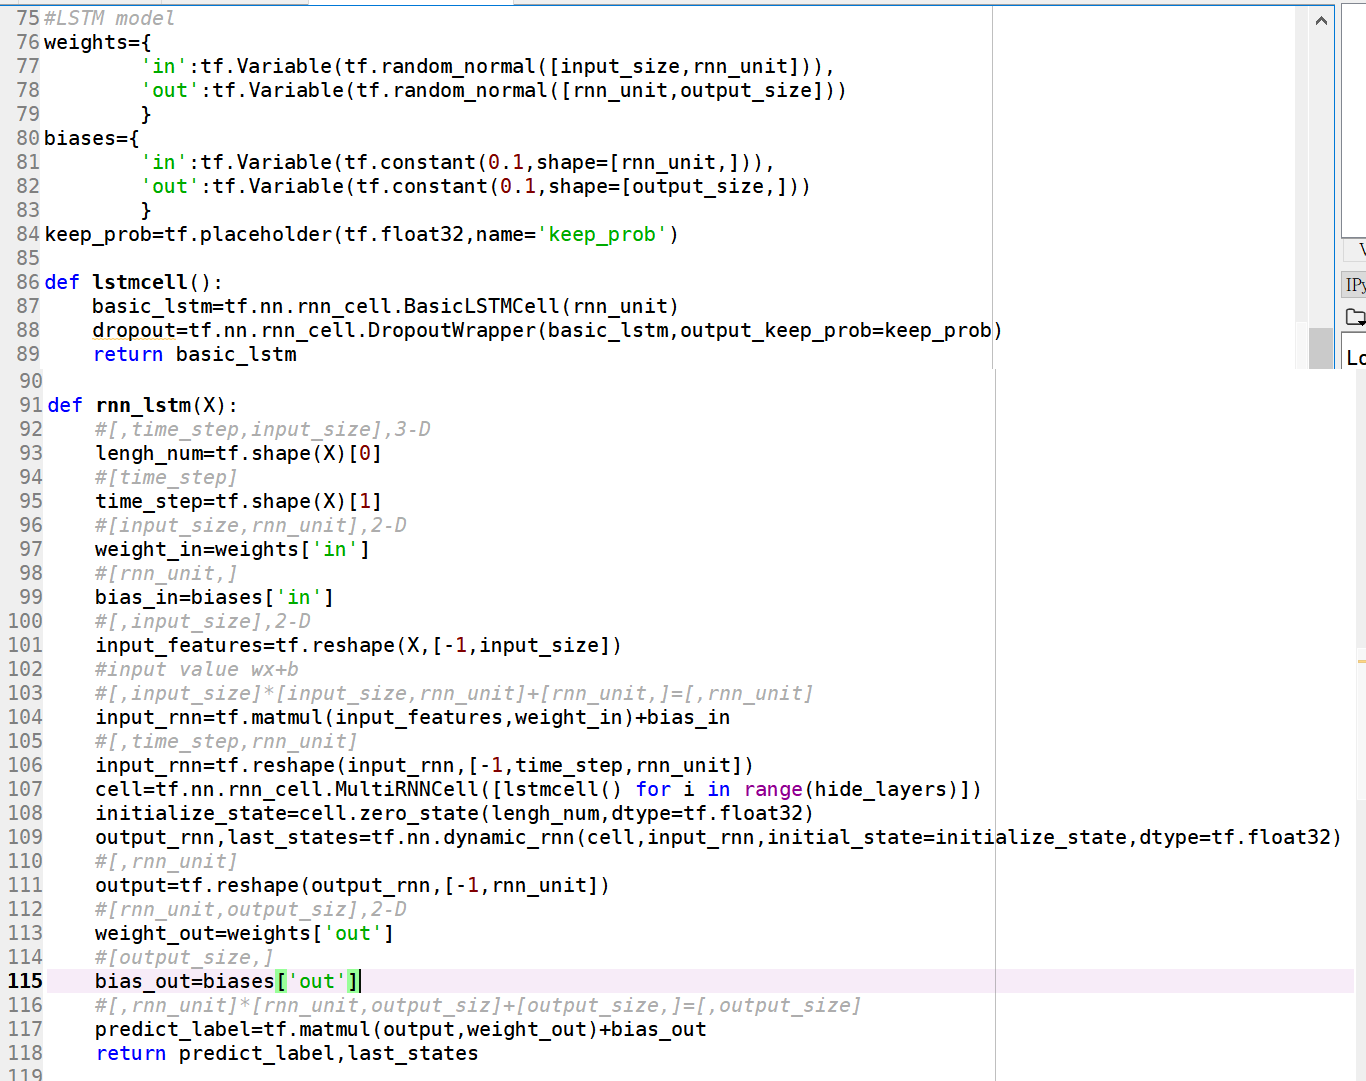 75 #LSTM model
76 weights={
77         'in':tf.Variable(tf.random_normal([input_size,rnn_unit])),
78         'out':tf.Variable(tf.random_normal([rnn_unit,output_size]))
79         }
80 biases={
81         'in':tf.Variable(tf.constant(0.1,shape=[rnn_unit,])),
82         'out':tf.Variable(tf.constant(0.1,shape=[output_size,]))
83         }
84 keep_prob=tf.placeholder(tf.float32,name='keep_prob')
85
86 def lstmcell():
87     basic_lstm=tf.nn.rnn_cell.BasicLSTMCell(rnn_unit)
88     dropout=tf.nn.rnn_cell.DropoutWrapper(basic_lstm,output_keep_prob=keep_prob)
89     return basic_lstm
90
91 def rnn_lstm(X):
92     #[,time_step,input_size],3-D
93     lengh_num=tf.shape(X)[0]
94     #[time_step]
95     time_step=tf.shape(X)[1]
96     #[input_size,rnn_unit],2-D
97     weight_in=weights['in']
98     #[rnn_unit,]
99     bias_in=biases['in']
100     #[,input_size],2-D
101     input_features=tf.reshape(X,[-1,input_size])
102     #input value wx+b
103     #[,input_size]*[input_size,rnn_unit]+[rnn_unit,]=[,rnn_unit]
104     input_rnn=tf.matmul(input_features,weight_in)+bias_in
105     #[,time_step,rnn_unit]
106     input_rnn=tf.reshape(input_rnn,[-1,time_step,rnn_unit])
107     cell=tf.nn.rnn_cell.MultiRNNCell([lstmcell() for i in range(hide_layers)])
108     initialize_state=cell.zero_state(lengh_num,dtype=tf.float32)
109     output_rnn,last_states=tf.nn.dynamic_rnn(cell,input_rnn,initial_state=initialize_state,dtype=tf.float32)
110     #[,rnn_unit]
111     output=tf.reshape(output_rnn,[-1,rnn_unit])
112     #[rnn_unit,output_siz],2-D
113     weight_out=weights['out']
114     #[output_size,]
115     bias_out=biases['out']
116     #[,rnn_unit]*[rnn_unit,output_siz]+[output_size,]=[,output_size]
117     predict_label=tf.matmul(output,weight_out)+bias_out
118     return predict_label,last_states
119
IPy
Lo